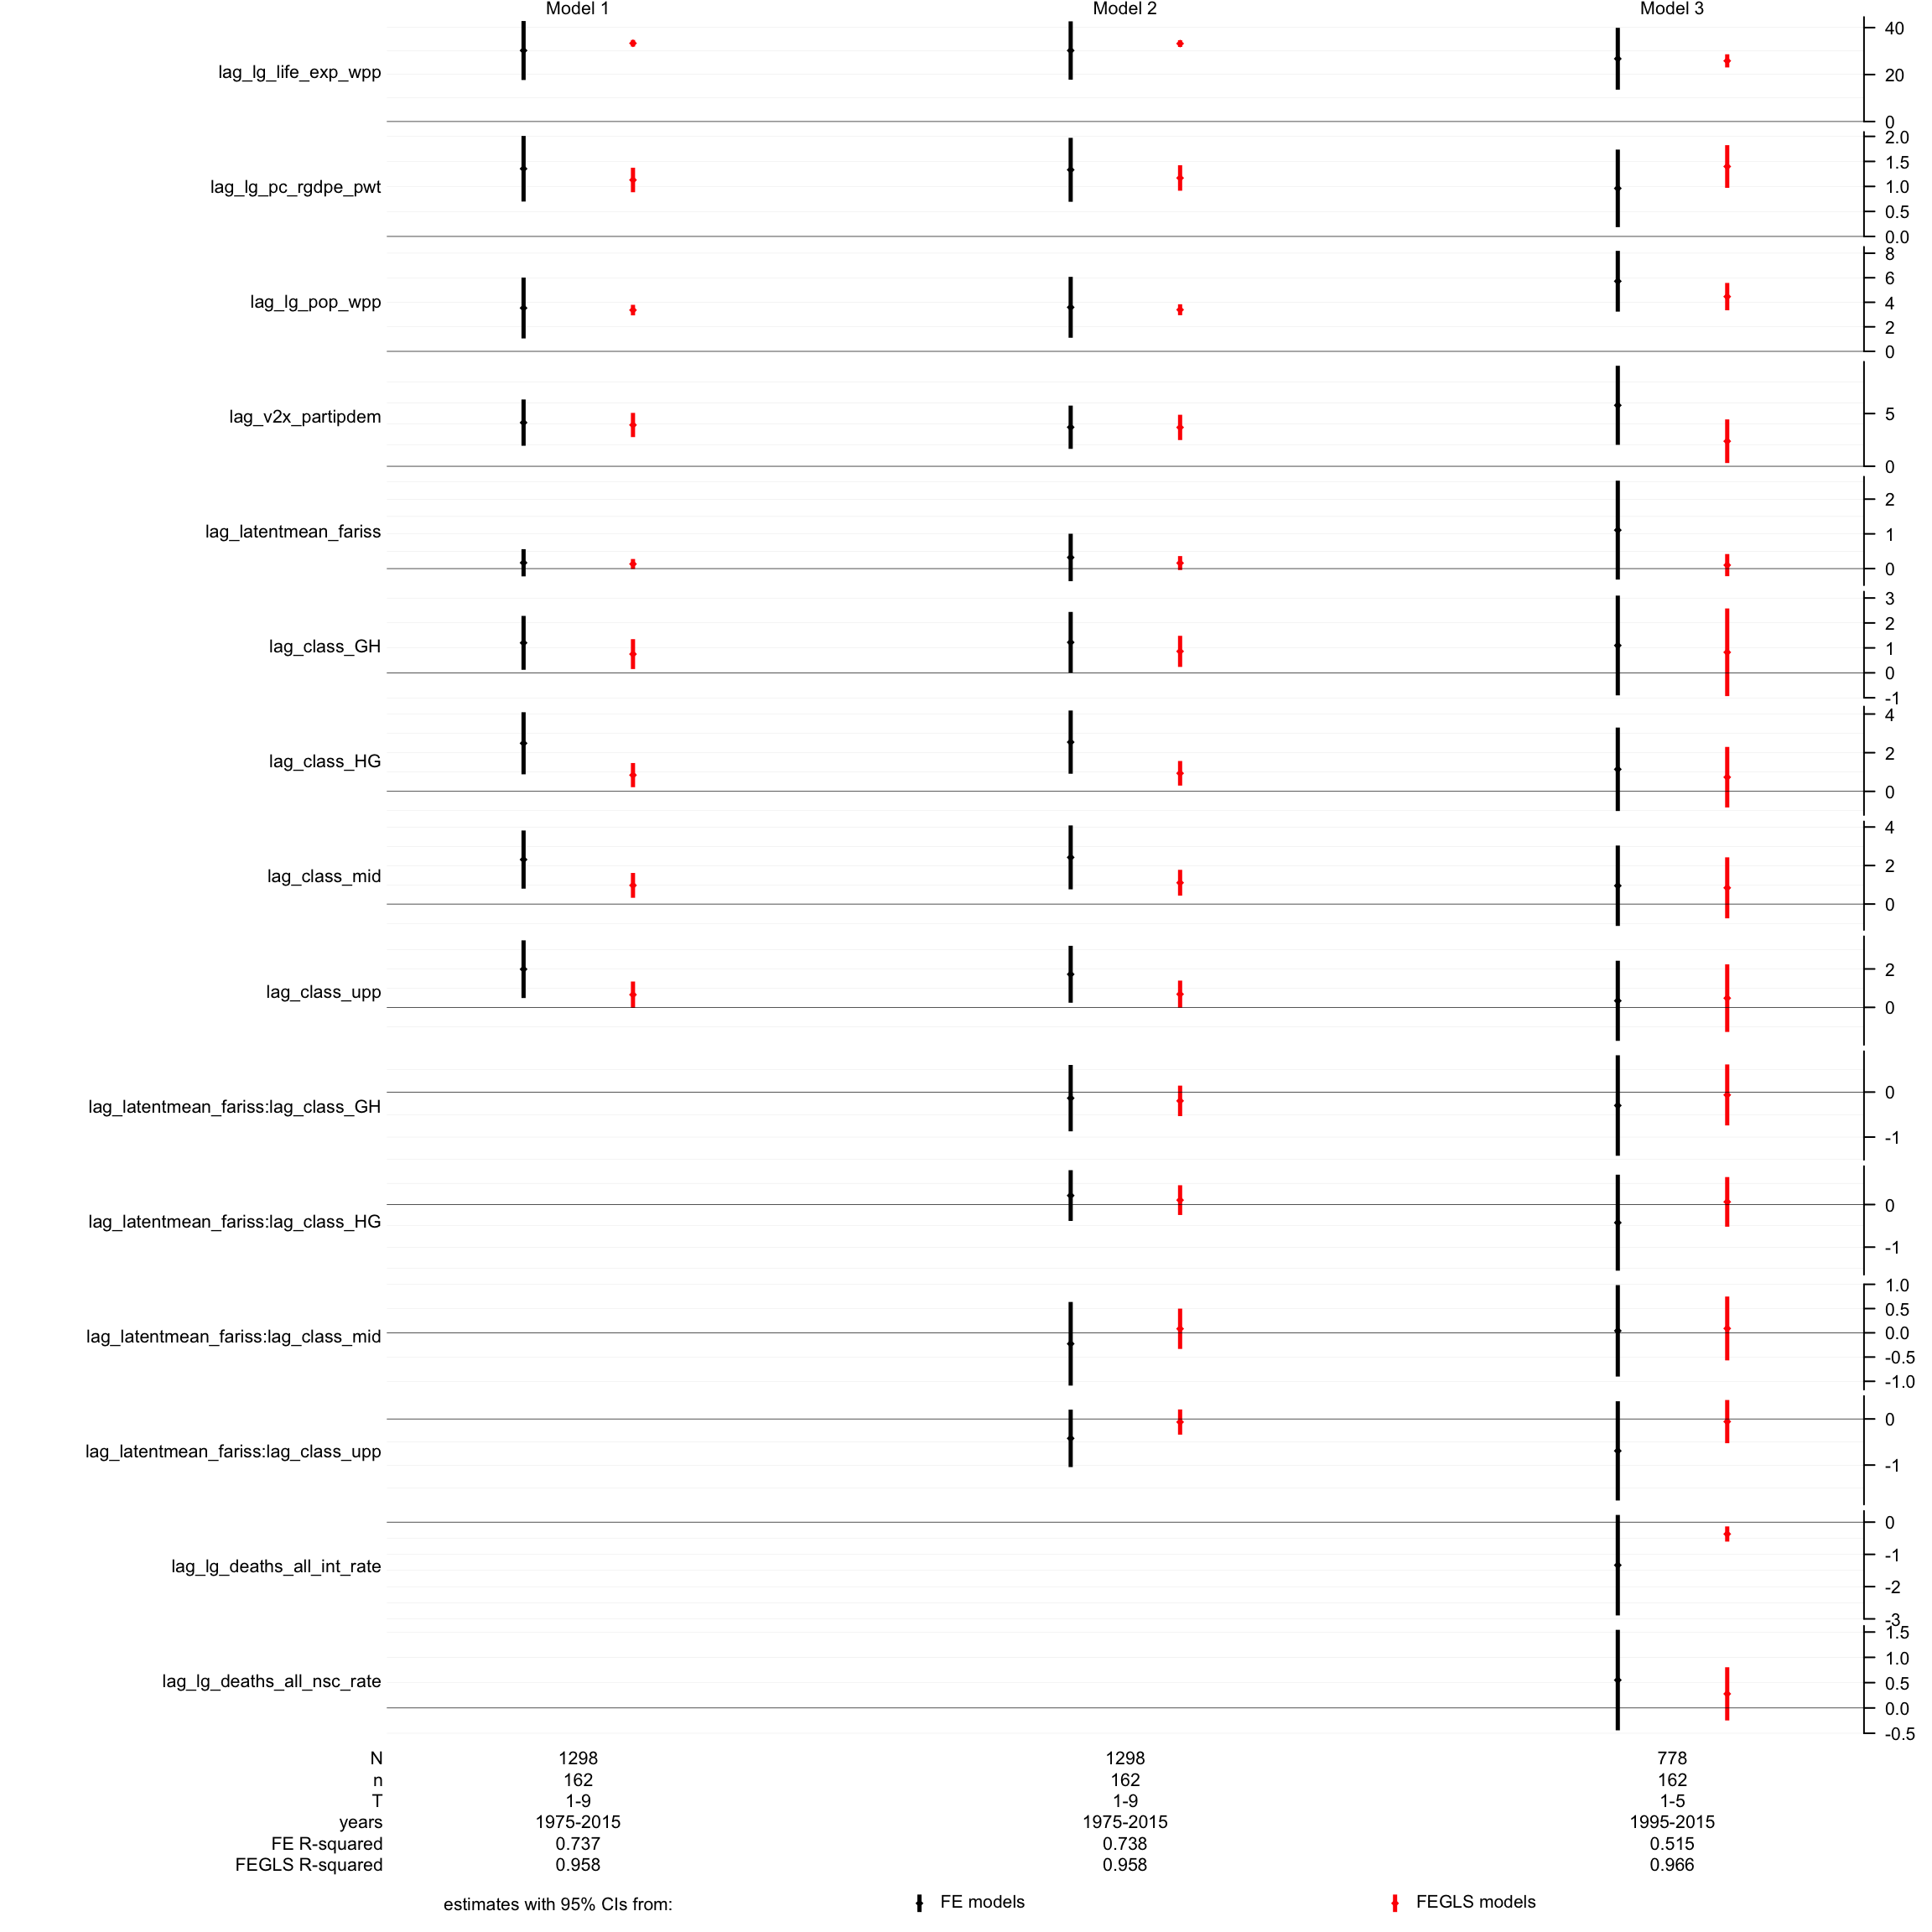 Model 1 Model 2 Model 3
lag_lg_life_exp_wpp
40
20
0
lag_lg_pc_rgdpe_pwt
2.0
1.5
1.0
0.5
0.0
lag_lg_pop_wpp
8
6
4
2
0
lag_v2x_partipdem
5
0
lag_latentmean_fariss
2
1
0
lag_class_GH
3
2
1
0
-1
lag_class_HG
4
2
0
lag_class_mid
4
2
0
lag_class_upp
2
0
lag_latentmean_fariss:lag_class_GH
0
-1
lag_latentmean_fariss:lag_class_HG
0
-1
lag_latentmean_fariss:lag_class_mid
1.0
0.5
0.0
-0.5
-1.0
lag_latentmean_fariss:lag_class_upp
0
-1
lag_lg_deaths_all_int_rate
0
-1
-2
-3
lag_lg_deaths_all_nsc_rate
1.5
1.0
0.5
0.0
-0.5
N 1298 1298 778
n 162 162 162
T 1-9 1-9 1-5
years 1975-2015 1975-2015 1995-2015
FE R-squared 0.737 0.738 0.515
FEGLS R-squared 0.958 0.958 0.966
estimates with 95% CIs from: FE models FEGLS models